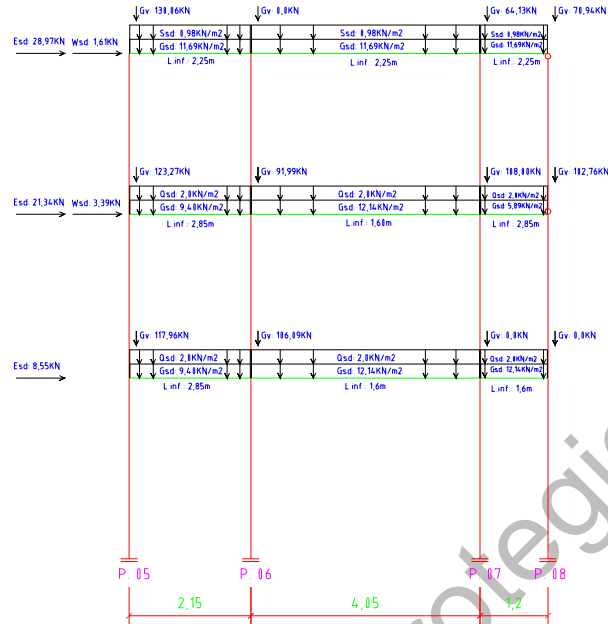 Gv: 130,06KN Gv: 0,0KN Gv: 64,13KN Gv: 70,94KN
Esd: 28,97KN Wsd: 1,61KN Ssd: 0,98KN/m2 Ssd: 0,98KN/m2 Ssd: 0,98KN/m2
Gsd: 11,69KN/m2 Gsd: 11,69KN/m2 Gsd: 11,69KN/m2
L inf.: 2,25m L inf.: 2,25m L inf.: 2,25m
Gv: 123,27KN Gv: 91,99KN Gv: 108,00KN Gv: 102,76KN
Esd: 21,34KN Wsd: 3,39KN Qsd: 2,0KN/m2 Qsd: 2,0KN/m2 Qsd: 2,0KN/m2
Gsd: 9,40KN/m2 Gsd: 12,14KN/m2 Gsd: 5,89KN/m2
L inf.: 2,85m L inf.: 1,60m L inf.: 2,85m
Gv: 117,96KN Gv: 106,09KN Gv: 0,0KN Gv: 0,0KN
Esd: 8,55KN Qsd: 2,0KN/m2 Qsd: 2,0KN/m2 Qsd: 2,0KN/m2
Gsd: 9,40KN/m2 Gsd: 12,14KN/m2 Gsd: 12,14KN/m2
L inf.: 2,85m L inf.: 1,6m L inf.: 1,6m
P. 05 P. 06 P. 07 P. 08
2,15 4,05 1,2
rotegid